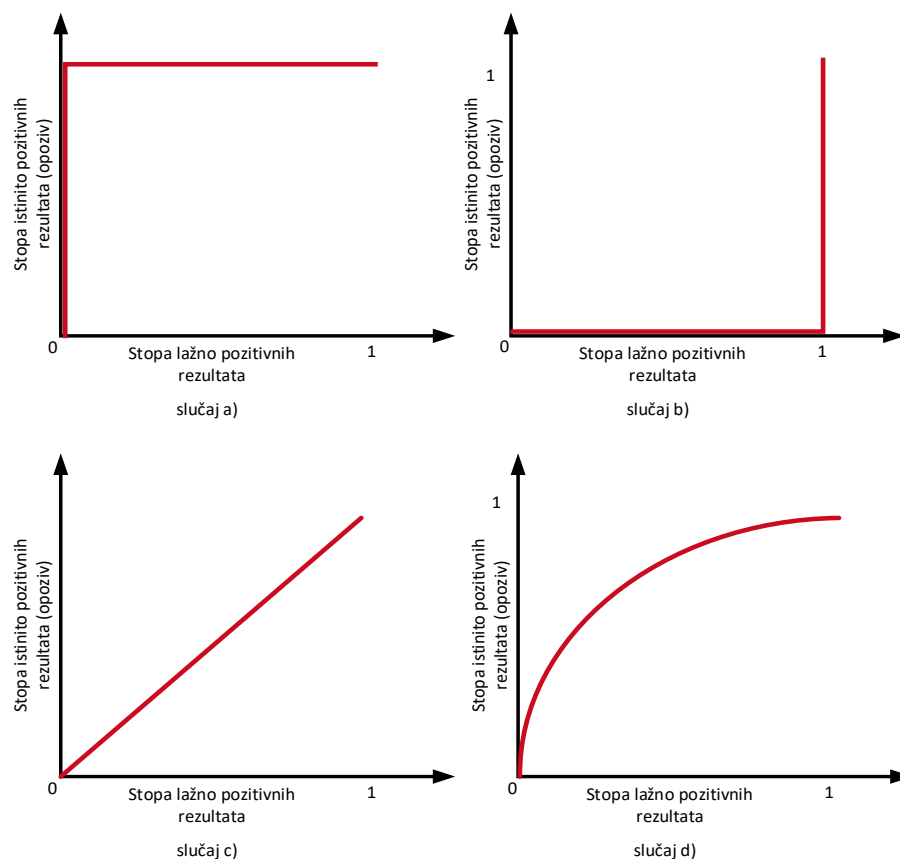 Stopa istinito pozitivnih
rezultata (opoziv)
0
Stopa lažno pozitivnih
rezultata
1
slučaj a)
1
Stopa istinito pozitivnih
rezultata (opoziv)
0
Stopa lažno pozitivnih
rezultata
1
slučaj b)
Stopa istinito pozitivnih
rezultata (opoziv)
0
Stopa lažno pozitivnih
rezultata
1
slučaj c)
1
Stopa istinito pozitivnih
rezultata (opoziv)
0
Stopa lažno pozitivnih
rezultata
1
slučaj d)